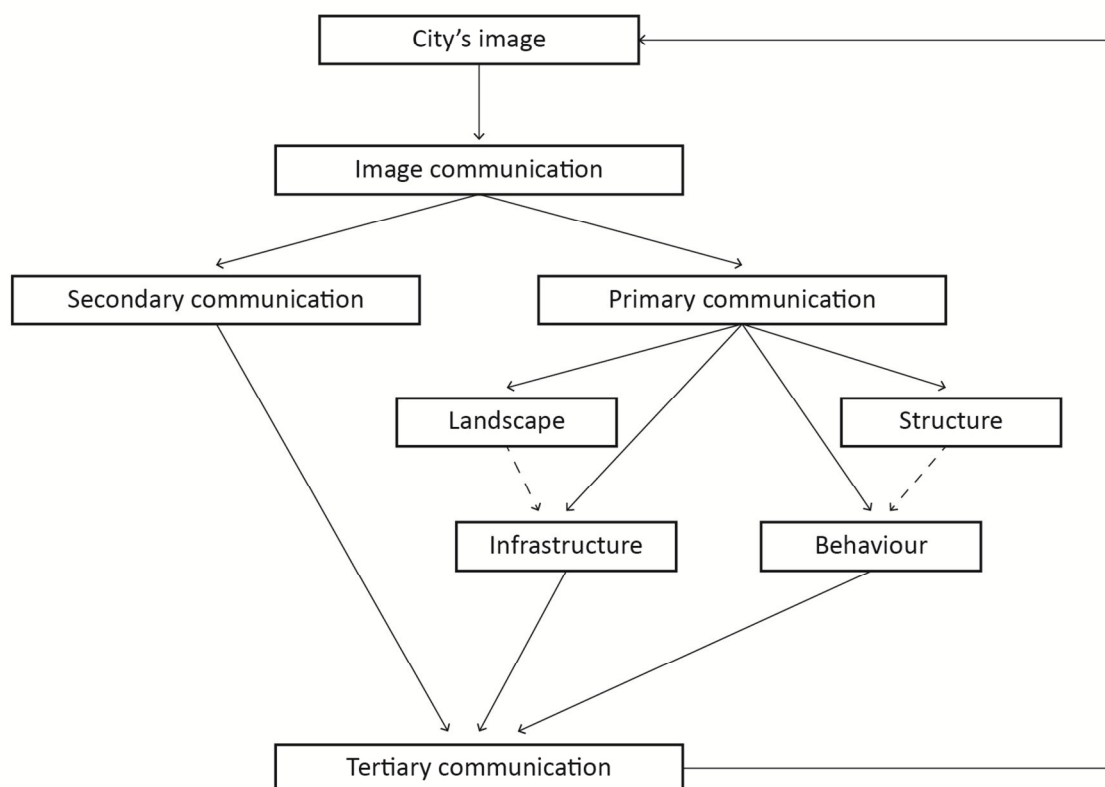 City’s image
Image communication
Secondary communication
Primary communication
Landscape
Structure
Infrastructure
Behaviour
Tertiary communication